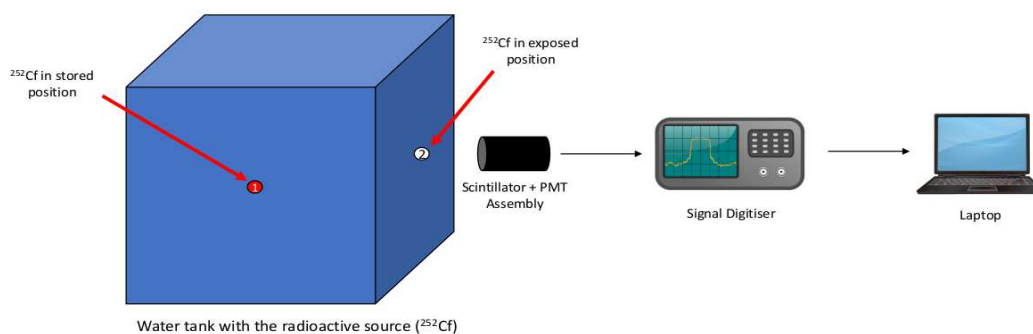 ²⁵²Cf in stored
position
²⁵²Cf in exposed
position
1
2
Scintillator + PMT
Assembly
Signal Digitiser
Laptop
Water tank with the radioactive source (²⁵²Cf)